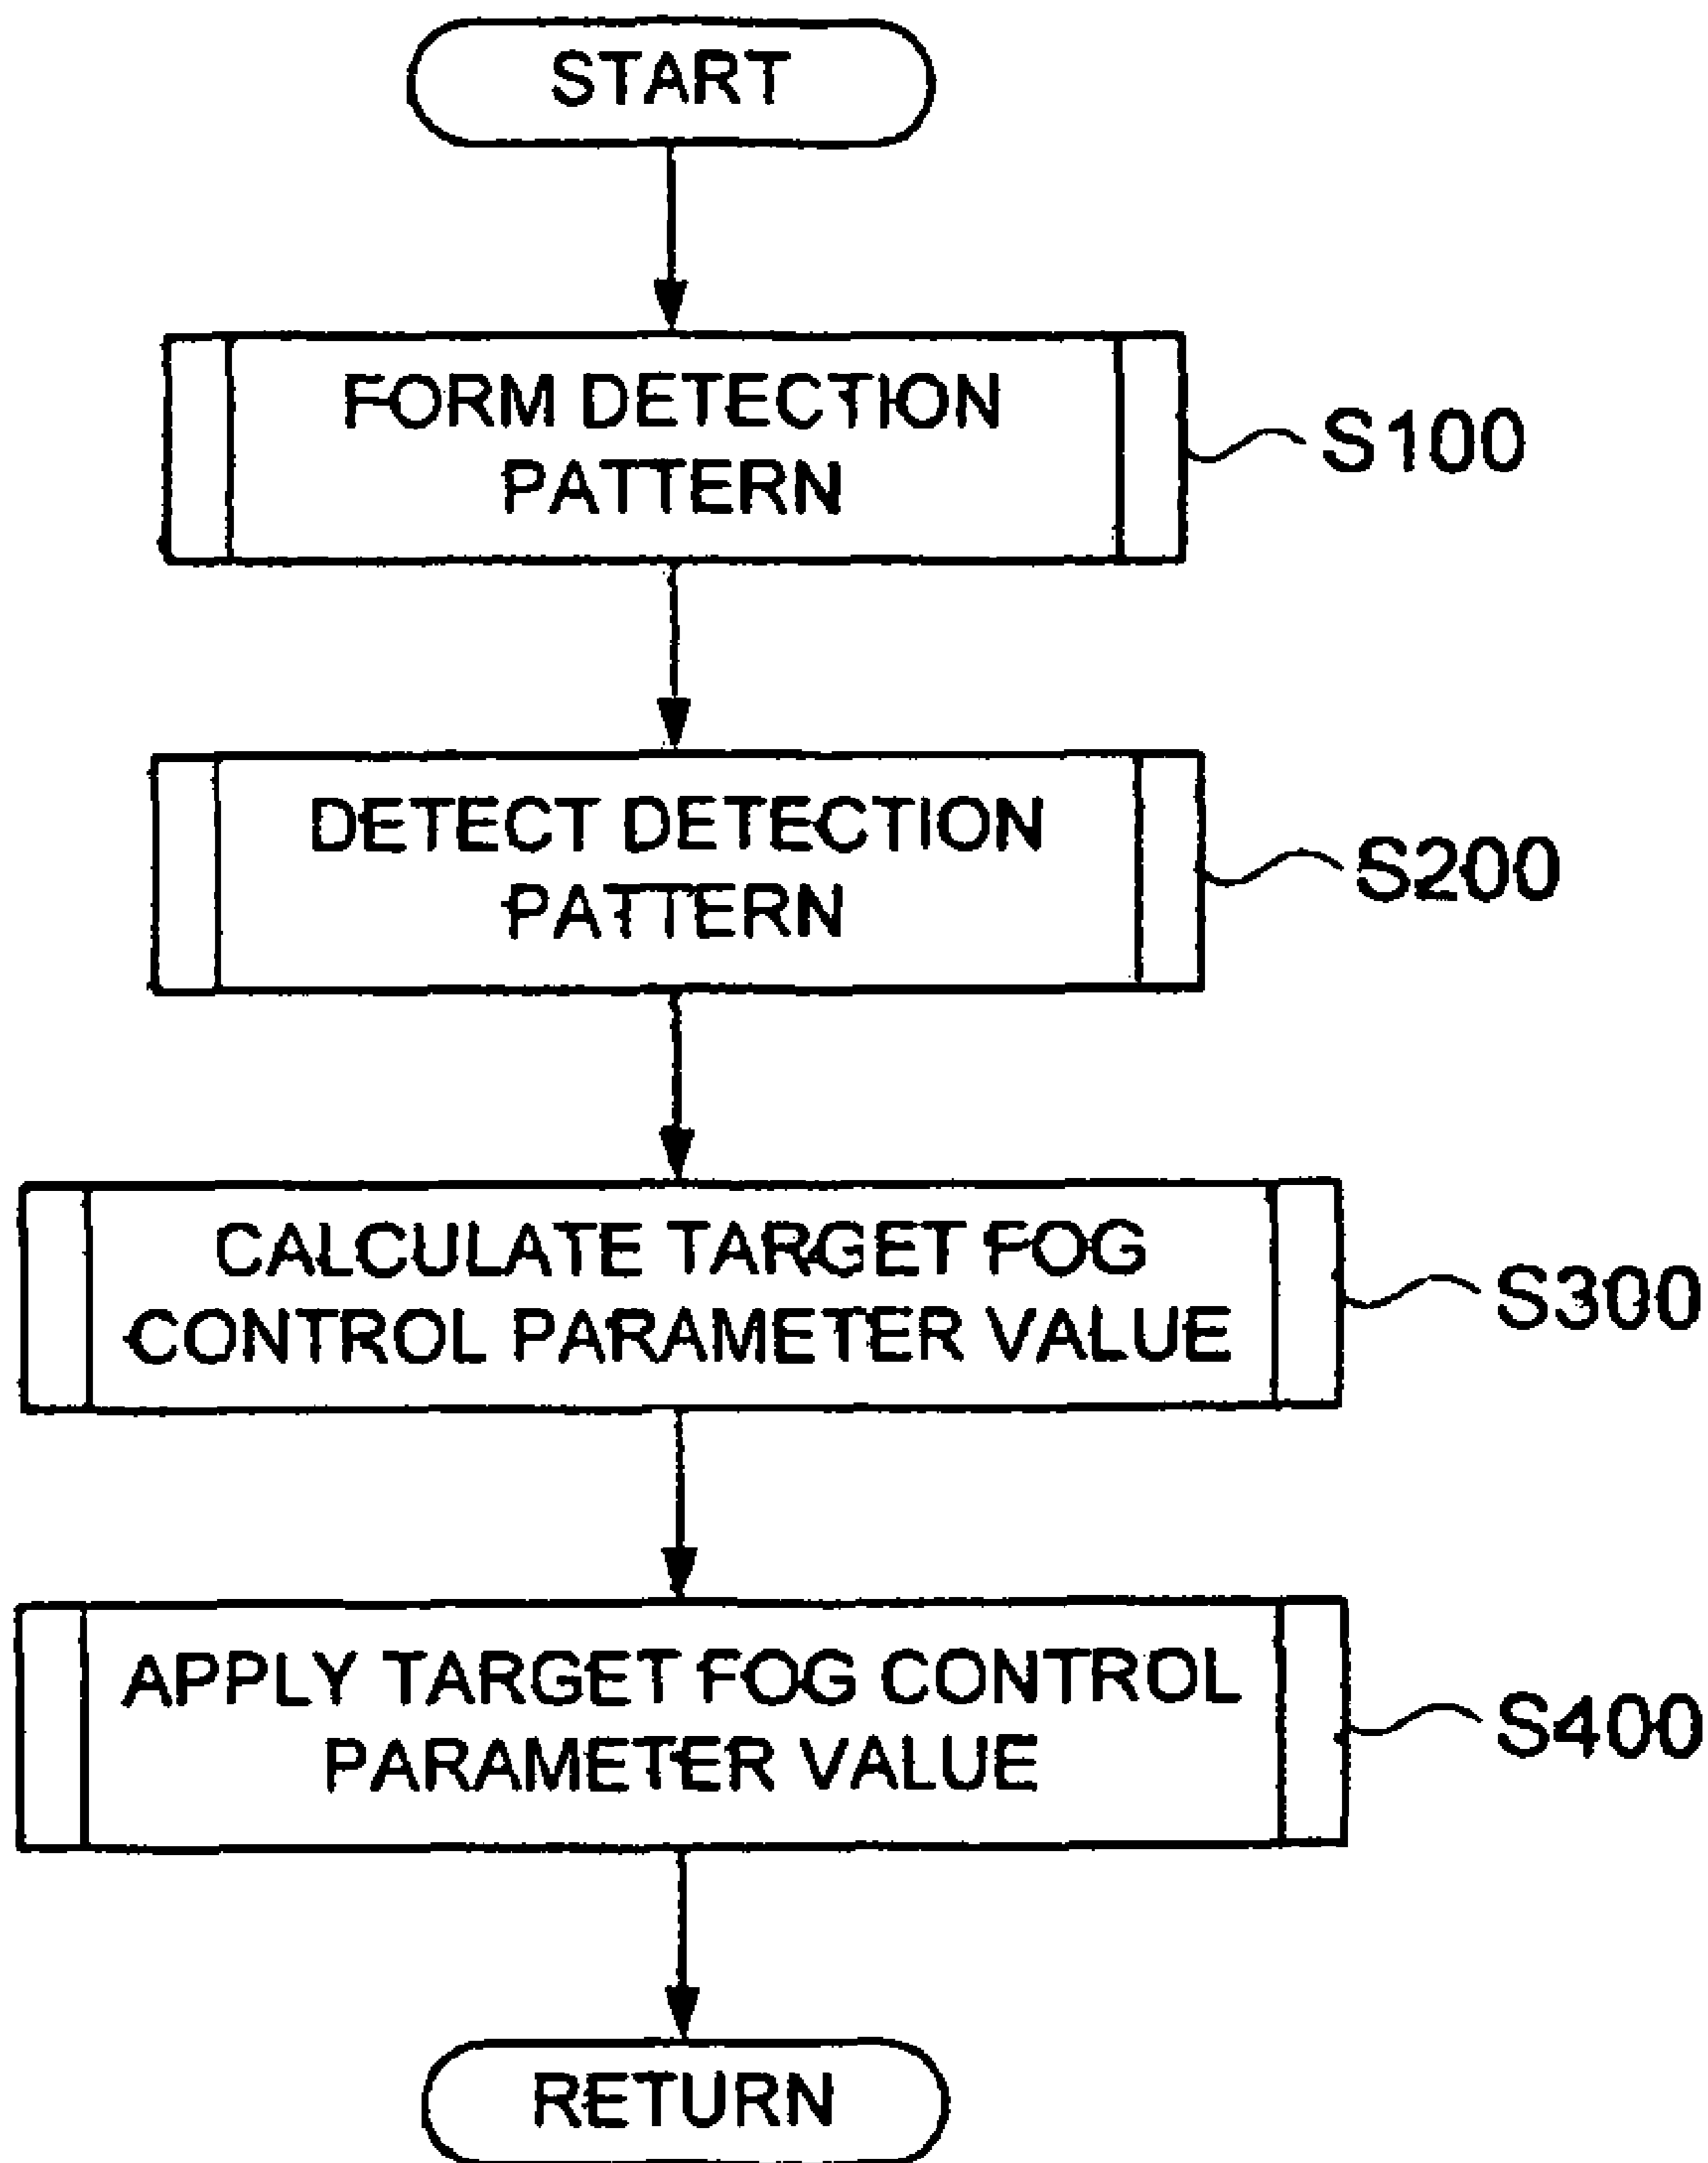 START
FORM DETECTION
PATTERN
S100
DETECT DETECTION
PATTERN
S200
CALCULATE TARGET FOG
CONTROL PARAMETER VALUE
S300
APPLY TARGET FOG CONTROL
PARAMETER VALUE
S400
RETURN